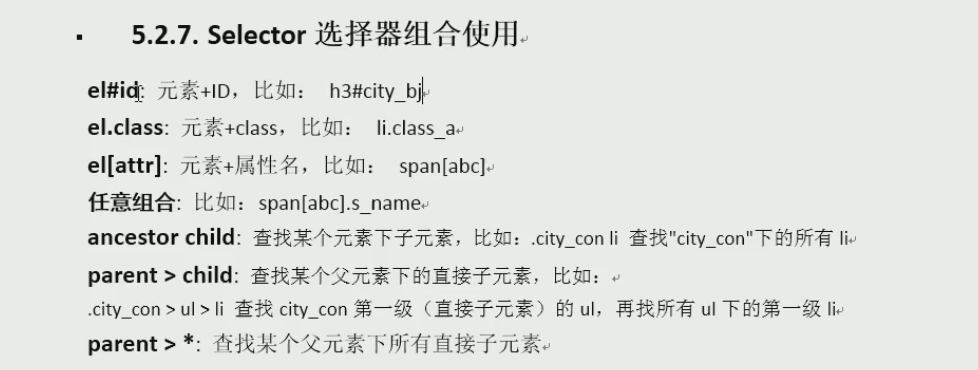 ▪ 5.2.7. Selector 选择器组合使用
el#id: 元素+ID，比如： h3#city_bj
el.class: 元素+class，比如： li.class_a
el[attr]: 元素+属性名，比如： span[abc]
任意组合: 比如：span[abc].s_name
ancestor child: 查找某个元素下子元素，比如：.city_con li 查找"city_con"下的所有 li
parent > child: 查找某个父元素下的直接子元素，比如：
.city_con > ul > li 查找 city_con 第一级（直接子元素）的 ul，再找所有 ul 下的第一级 li
parent > *: 查找某个父元素下所有直接子元素